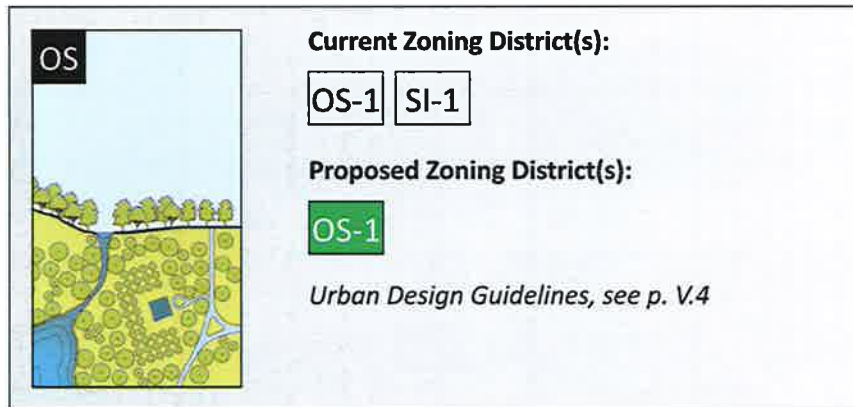 OS
Current Zoning District(s):
OS-1 SI-1
Proposed Zoning District(s):
OS-1
Urban Design Guidelines, see p. V.4